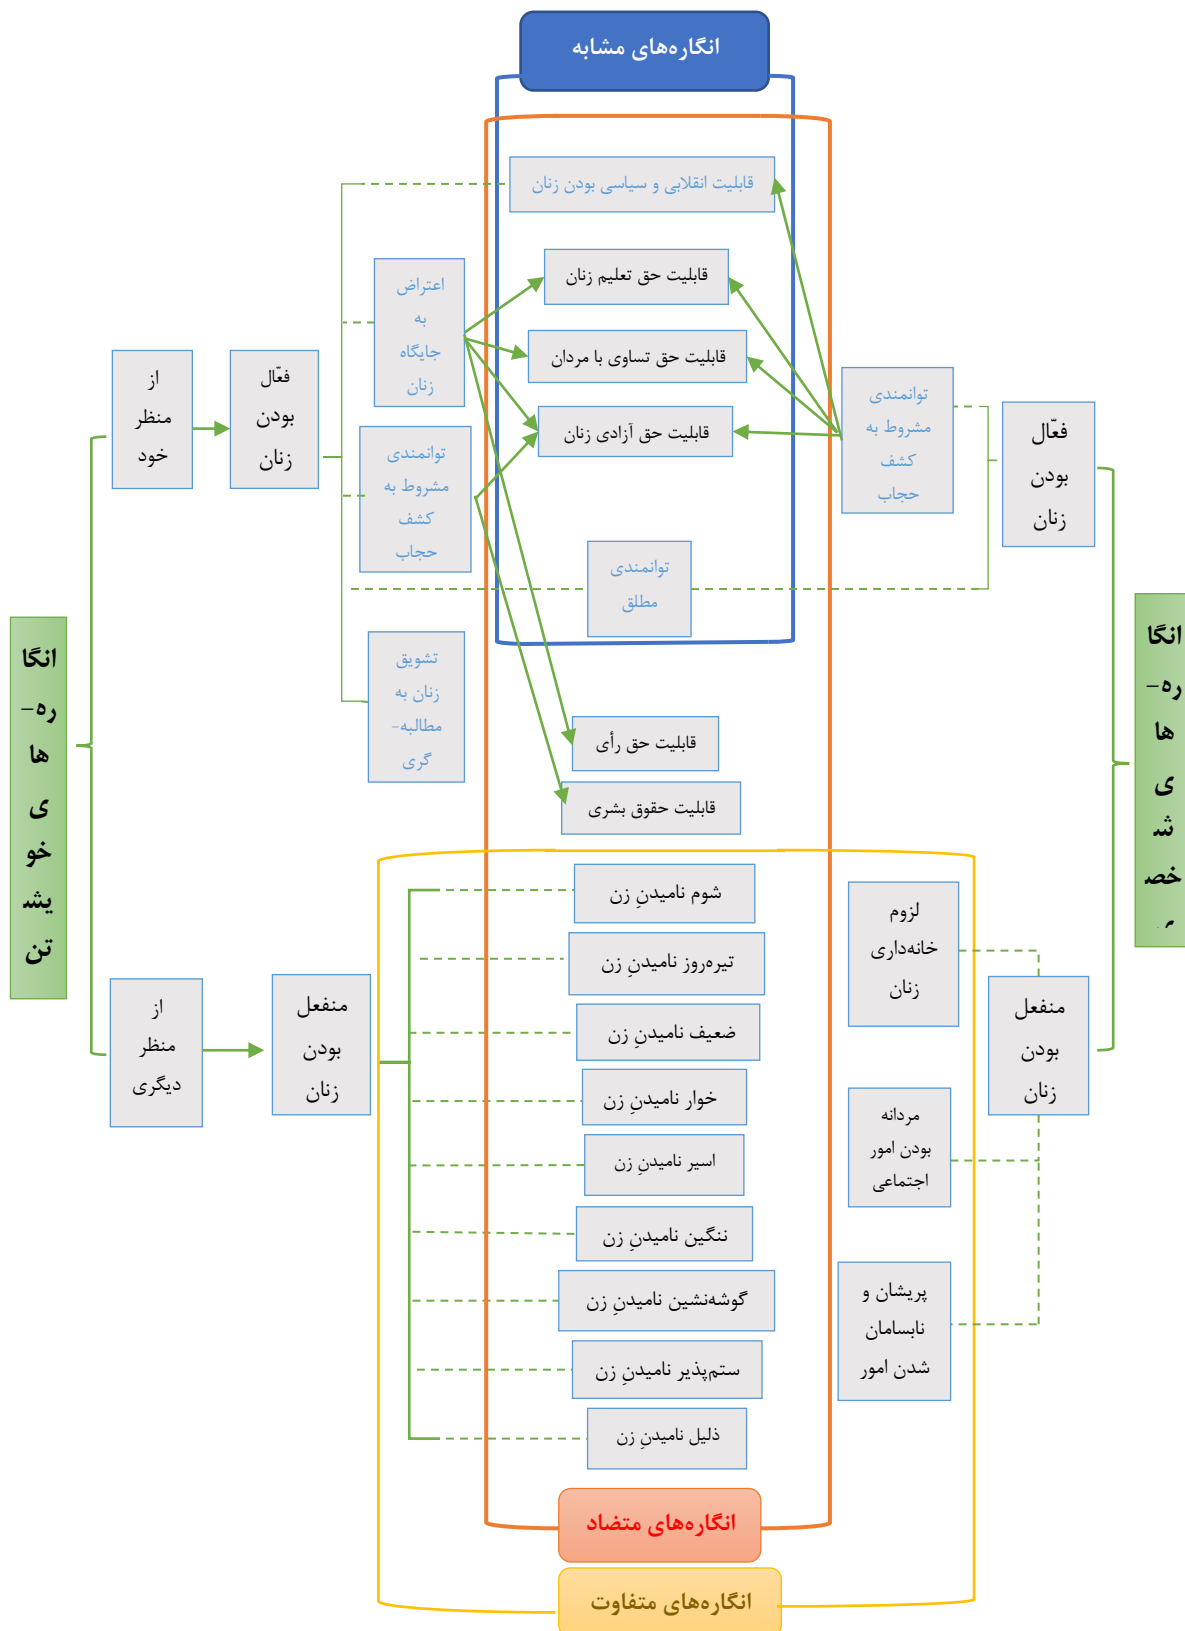 انگاره‌های مشابه
قابلیت انقلابی و سیاسی بودن زنان
قابلیت حق تعلیم زنان
قابلیت حق تساوی با مردان
قابلیت حق آزادی زنان
توانمندی
مطلق
قابلیت حق رأی
قابلیت حقوق بشری
فعّال
بودن
زنان
توانمندی
مشروط به
کشف
حجاب
اعتراض
به
جایگاه
زنان
توانمندی
مشروط به
کشف
حجاب
تشویق
زنان به
مطالبه-
گری
فعّال
بودن
زنان
از
منظر
خود
انگا
ره-
ها
ی
شـ
خصـ
انگا
ره-
ها
ی
خو
یشـ
تن
شوم نامیدنِ زن
تیره‌روز نامیدنِ زن
ضعیف نامیدنِ زن
خوار نامیدنِ زن
اسیر نامیدنِ زن
ننگین نامیدنِ زن
گوشه‌نشین نامیدنِ زن
ستم‌پذیر نامیدنِ زن
ذلیل نامیدنِ زن
لزوم
خانه‌داری
زنان
مردانه
بودن امور
اجتماعی
پریشان و
نابسامان
شدن امور
منفعل
بودن
زنان
منفعل
بودن
زنان
از
منظر
دیگری
انگاره‌های متضاد
انگاره‌های متفاوت